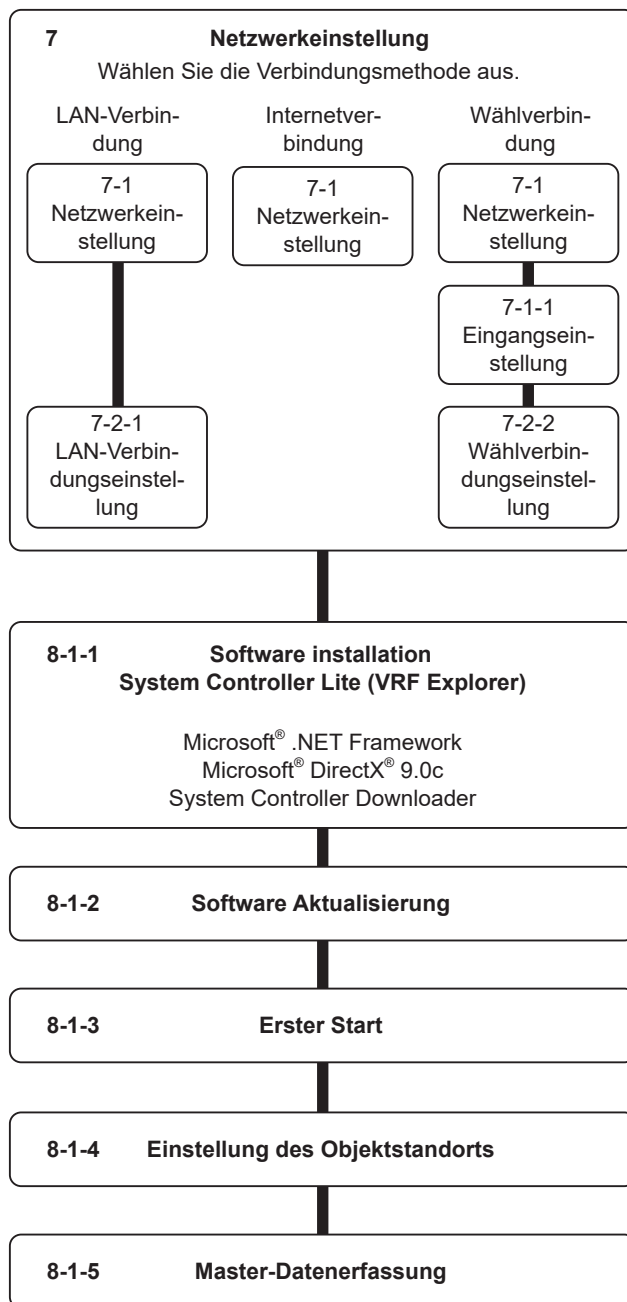 7 Netzwerkeinstellung
Wählen Sie die Verbindungsmethode aus.
LAN-Verbin-
dung
7-1
Netzwerkein-
stellung
7-2-1
LAN-Verbin-
dungseinstel-
lung
Internetver-
bindung
7-1
Netzwerkein-
stellung
Wählverbin-
dung
7-1
Netzwerkein-
stellung
7-1-1
Eingangsein-
stellung
7-2-2
Wählverbin-
dungseinstel-
lung
8-1-1 Software installation
System Controller Lite (VRF Explorer)
Microsoft® .NET Framework
Microsoft® DirectX® 9.0c
System Controller Downloader
8-1-2 Software Aktualisierung
8-1-3 Erster Start
8-1-4 Einstellung des Objektstandorts
8-1-5 Master-Datenerfassung